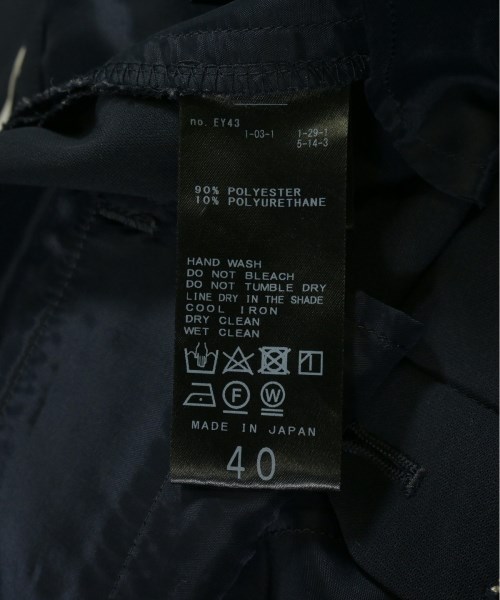 no. EY43
1-03-1 1-29-1
5-14-3
90% POLYESTER
10% POLYURETHANE
HAND WASH
DO NOT BLEACH
DO NOT TUMBLE DRY
LINE DRY IN THE SHADE
COOL IRON
DRY CLEAN
WET CLEAN
F W
MADE IN JAPAN
40